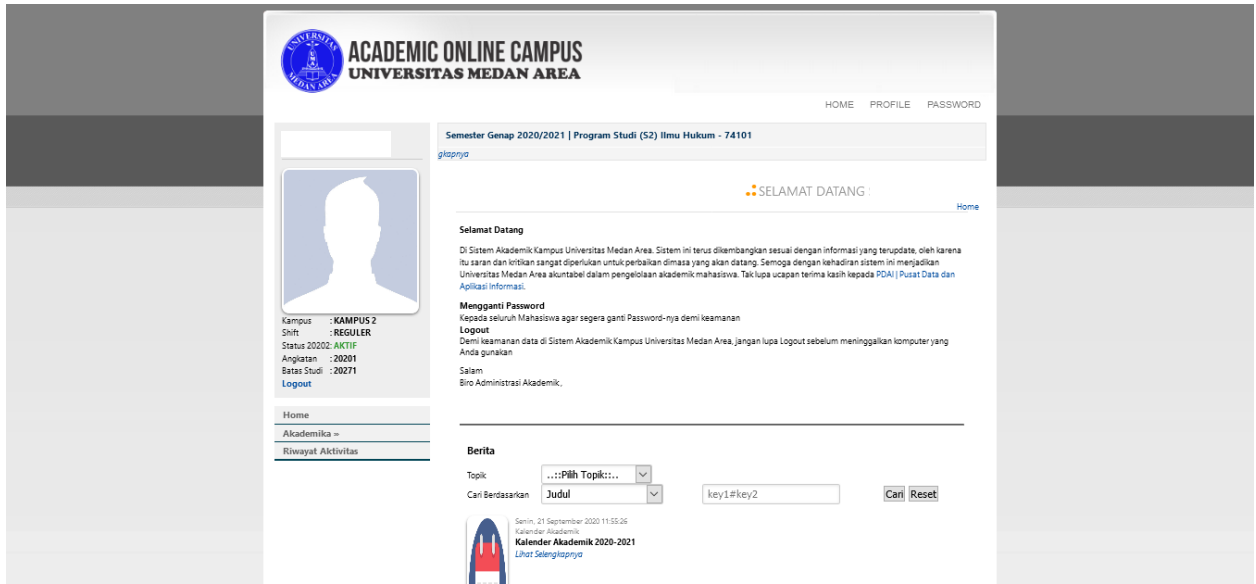 UNIVERSITAS
MEDAN AREA
ACADEMIC ONLINE CAMPUS
UNIVERSITAS MEDAN AREA
HOME PROFILE PASSWORD
Semester Genap 2020/2021 | Program Studi (S2) Ilmu Hukum - 74101
gkapnya
SELAMAT DATANG
Home
Kampus : KAMPUS 2
Shift : REGULER
Status 20202: AKTIF
Angkatan : 20201
Batas Studi : 20271
Logout
Home
Akademika »
Riwayat Aktivitas
Selamat Datang
Di Sistem Akademik Kampus Universitas Medan Area. Sistem ini terus dikembangkan sesuai dengan informasi yang terupdate, oleh karena
itu saran dan kritikan sangat diperlukan untuk perbaikan dimasa yang akan datang. Semoga dengan kehadiran sistem ini menjadikan
Universitas Medan Area akuntabel dalam pengelolaan akademik mahasiswa. Tak lupa ucapan terima kasih kepada PDAI | Pusat Data dan
Aplikasi Informasi.
Mengganti Password
Kepada seluruh Mahasiswa agar segera ganti Password-nya demi keamanan
Logout
Demi keamanan data di Sistem Akademik Kampus Universitas Medan Area, jangan lupa Logout sebelum meninggalkan komputer yang
Anda gunakan
Salam
Biro Administrasi Akademik,
Berita
Topik ..::Pilih Topik::..
Cari Berdasarkan Judul key1#key2 Cari Reset
Senin, 21 September 2020 11:55:26
Kalender Akademik
Kalender Akademik 2020-2021
Lihat Selengkapnya